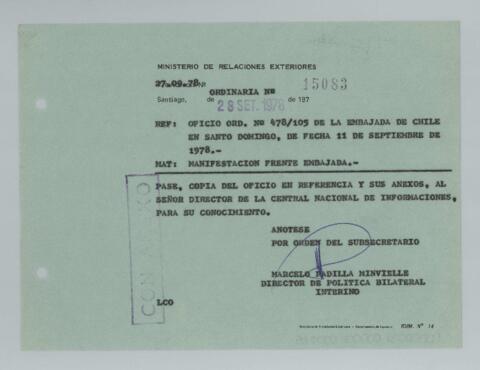 MINISTERIO DE RELACIONES EXTERIORES
27.09.78.
ORDINARIA Nº 15083
Santiago, de 28 SET. 1978 de 197
REF: OFICIO ORD. Nº 478/105 DE LA EMBAJADA DE CHILE
EN SANTO DOMINGO, DE FECHA 11 DE SEPTIEMBRE DE
1978.-
MAT: MANIFESTACION FRENTE EMBAJADA.-
PASE, COPIA DEL OFICIO EN REFERENCIA Y SUS ANEXOS, AL
SEÑOR DIRECTOR DE LA CENTRAL NACIONAL DE INFORMACIONES,
PARA SU CONOCIMIENTO.
ANOTESE
POR ORDEN DEL SUBSECRETARIO
CON ANEXO
MARCELO PADILLA MINVIELLE
DIRECTOR DE POLITICA BILATERAL
INTERINO
LCO
FORM. Nº 14